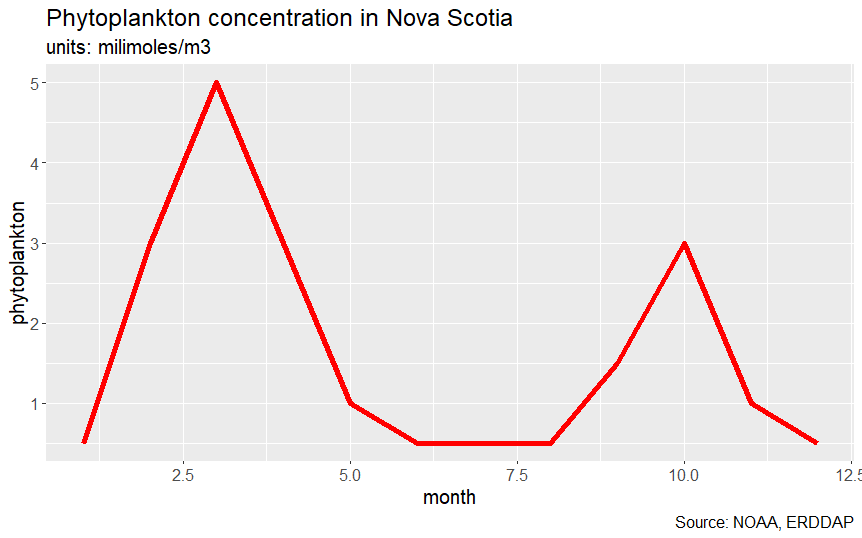 Phytoplankton concentration in Nova Scotia
units: milimoles/m3
5
4
3
2
1
phytoplankton
2.5 5.0 7.5 10.0 12.5
month
Source: NOAA, ERDDAP